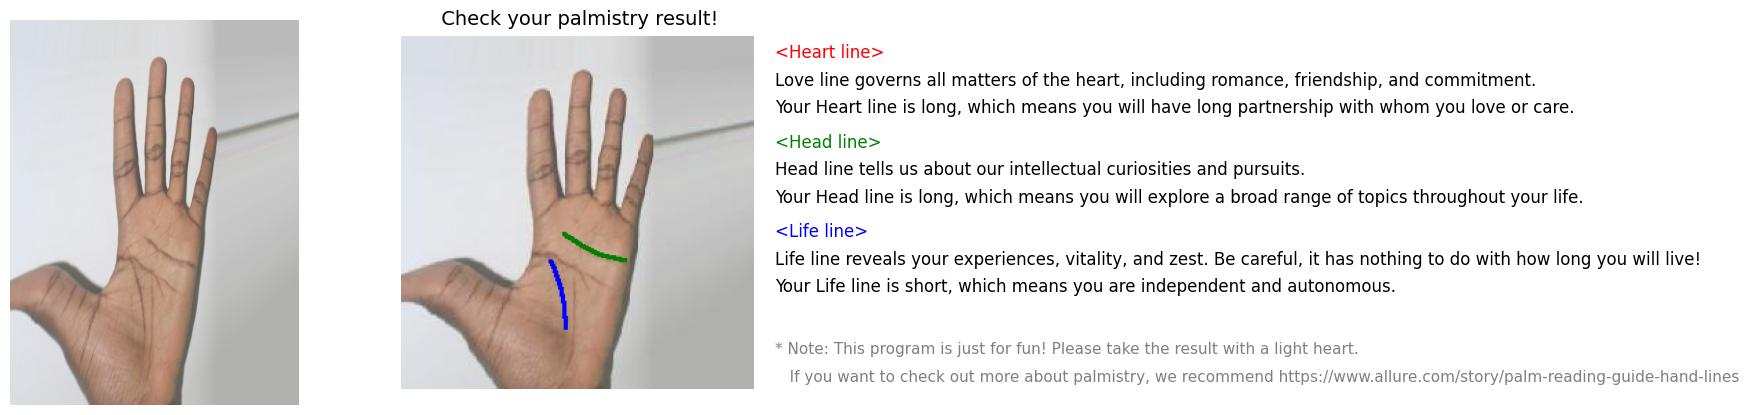 Check your palmistry result!
<Heart line>
Love line governs all matters of the heart, including romance, friendship, and commitment.
Your Heart line is long, which means you will have long partnership with whom you love or care.
<Head line>
Head line tells us about our intellectual curiosities and pursuits.
Your Head line is long, which means you will explore a broad range of topics throughout your life.
<Life line>
Life line reveals your experiences, vitality, and zest. Be careful, it has nothing to do with how long you will live!
Your Life line is short, which means you are independent and autonomous.
* Note: This program is just for fun! Please take the result with a light heart.
If you want to check out more about palmistry, we recommend https://www.allure.com/story/palm-reading-guide-hand-lines